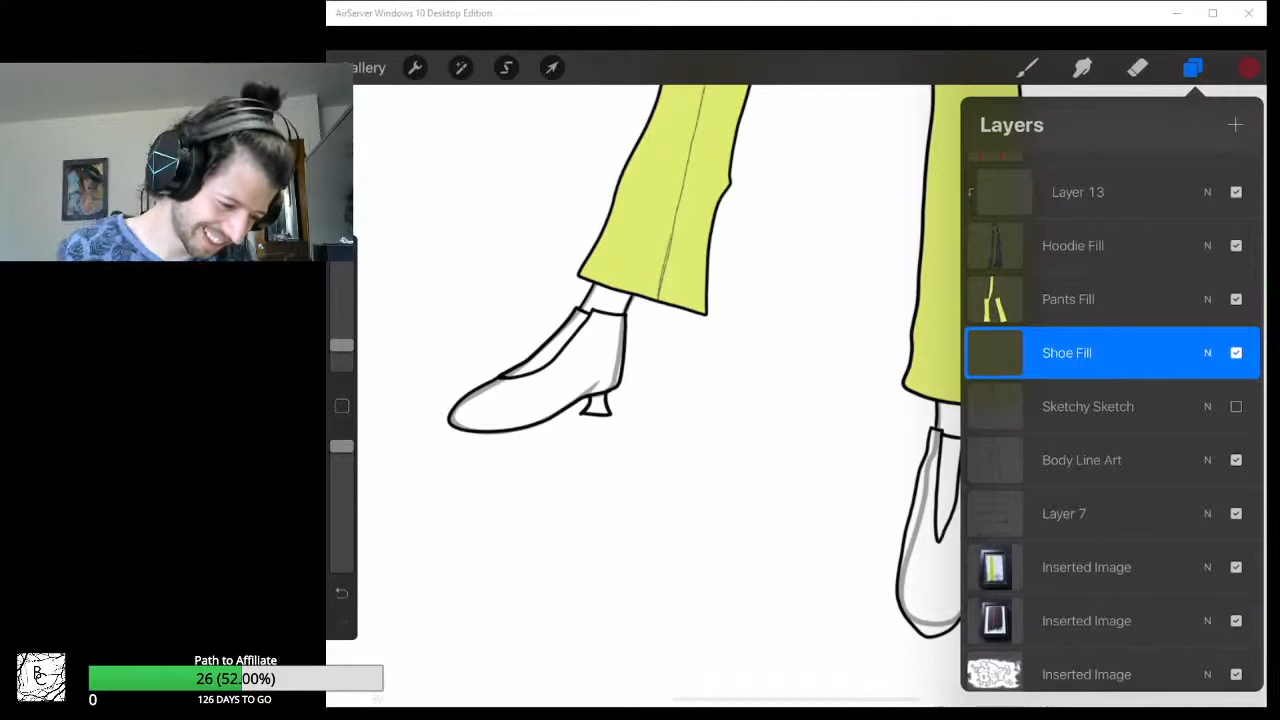 AirServer Windows 10 Desktop Edition
allery
Layers
Layer 13 N
Hoodie Fill N
Pants Fill N
Shoe Fill N
Sketchy Sketch N
Body Line Art N
Layer 7 N
Inserted Image N
Inserted Image N
Inserted Image N
Path to Affiliate
26 (52.00%)
0
126 DAYS TO GO